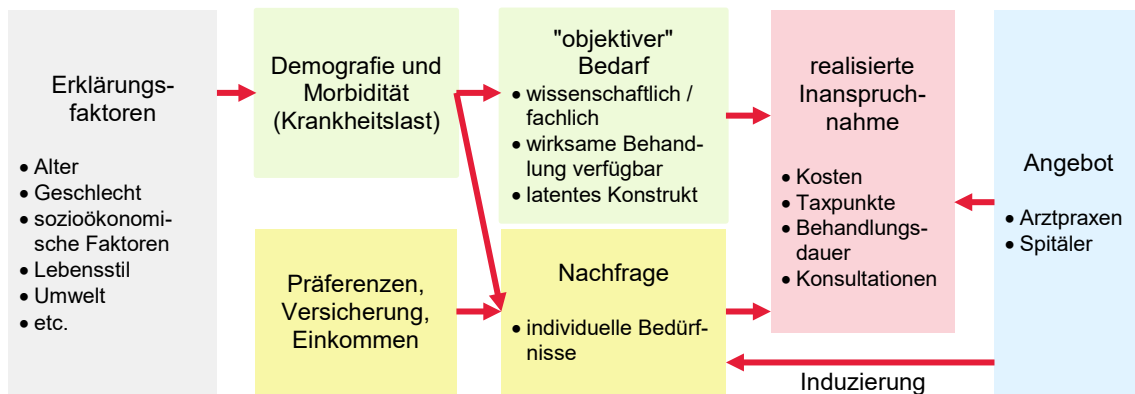 Erklärungs-
faktoren
• Alter
• Geschlecht
• sozioökonomi-
sche Faktoren
• Lebensstil
• Umwelt
• etc.
Demografie und
Morbidität
(Krankheitslast)
Präferenzen,
Versicherung,
Einkommen
"objektiver"
Bedarf
• wissenschaftlich /
fachlich
• wirksame Behand-
lung verfügbar
• latentes Konstrukt
Nachfrage
• individuelle Bedürf-
nisse
realisierte
Inanspruch-
nahme
• Kosten
• Taxpunkte
• Behandlungs-
dauer
• Konsultationen
Angebot
• Arztpraxen
• Spitäler
Induzierung